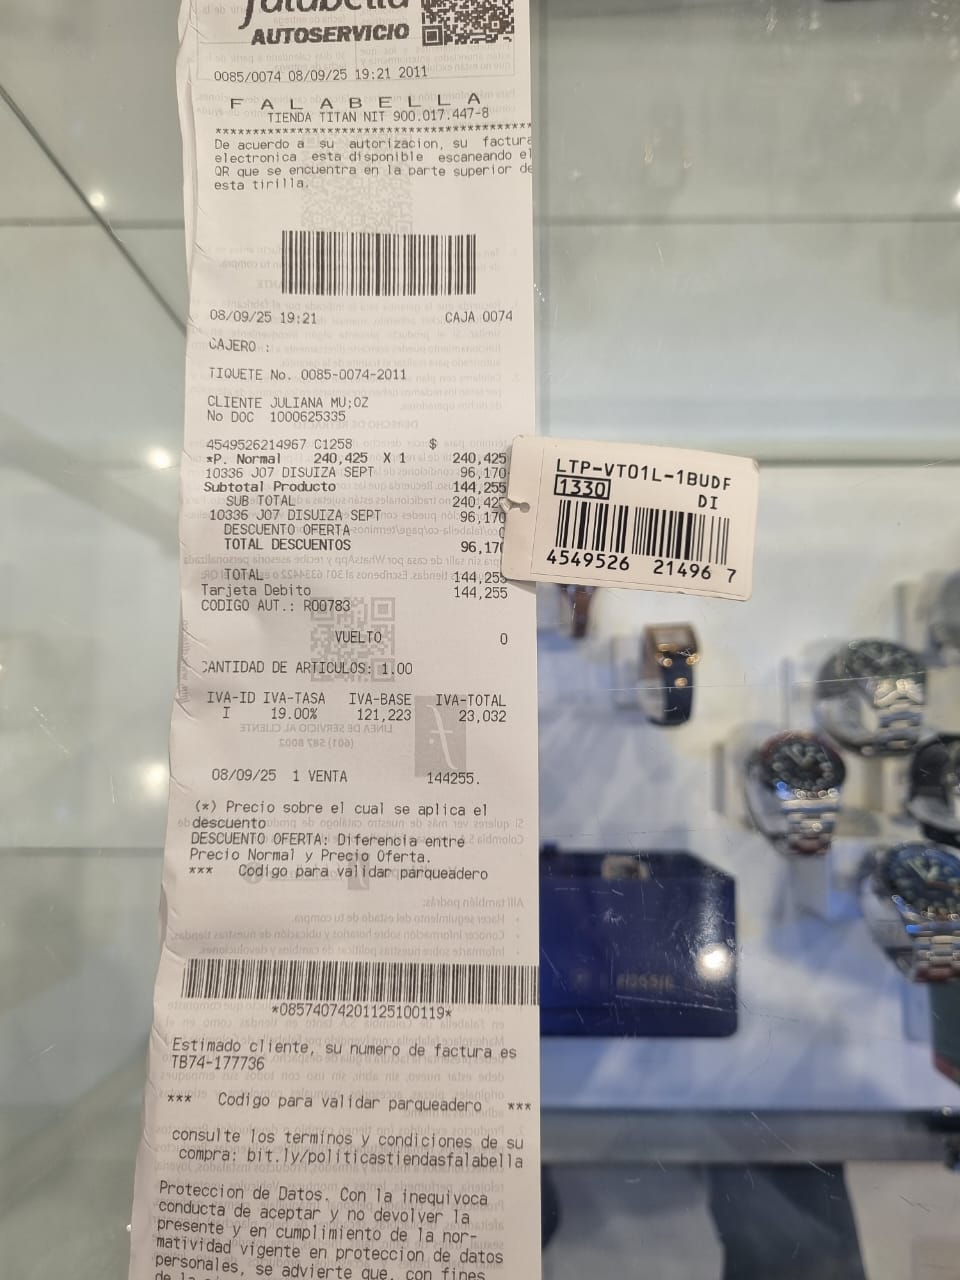 falabella
AUTOSERVICIO
0085/0074 08/09/25 19:21 2011
F A L A B E L L A
TIENDA TITAN NIT 900.017.447-8
De acuerdo a su autorizacion, su factura
electronica esta disponible escaneando el
QR que se encuentra en la parte superior de
esta tirilla.
08/09/25 19:21 CAJA 0074
CAJERO :
TIQUETE No. 0085-0074-2011
CLIENTE JULIANA MU;OZ
No DOC 1000625335
4549526214967 C1258 $
*P. Normal 240,425 X 1 240,425
10336 J07 DISUIZA SEPT 96,170
Subtotal Producto 144,255
SUB TOTAL 240,42
10336 J07 DISUIZA SEPT 96,170
DESCUENTO OFERTA
TOTAL DESCUENTOS 96,170
TOTAL 144,255
Tarjeta Debito 144,255
CODIGO AUT.: R00783
VUELTO 0
CANTIDAD DE ARTICULOS: 1.00
IVA-ID IVA-TASA IVA-BASE IVA-TOTAL
I 19.00% 121,223 23,032
08/09/25 1 VENTA 144255.
(*) Precio sobre el cual se aplica el
descuento
DESCUENTO OFERTA: Diferencia entre
Precio Normal y Precio Oferta.
*** Codigo para validar parqueadero
*08574074201125100119*
Estimado cliente, su numero de factura es
TB74-177736
*** Codigo para validar parqueadero ***
consulte los terminos y condiciones de su
compra: bit.ly/politicastiendasfalabella
Proteccion de Datos. Con la inequivoca
conducta de aceptar y no devolver la
presente y en cumplimiento de la nor-
matividad vigente en proteccion de datos
personales, se advierte que, con fines
LTP-VT01L-1BUDF
1330 DI
4549526 21496 7